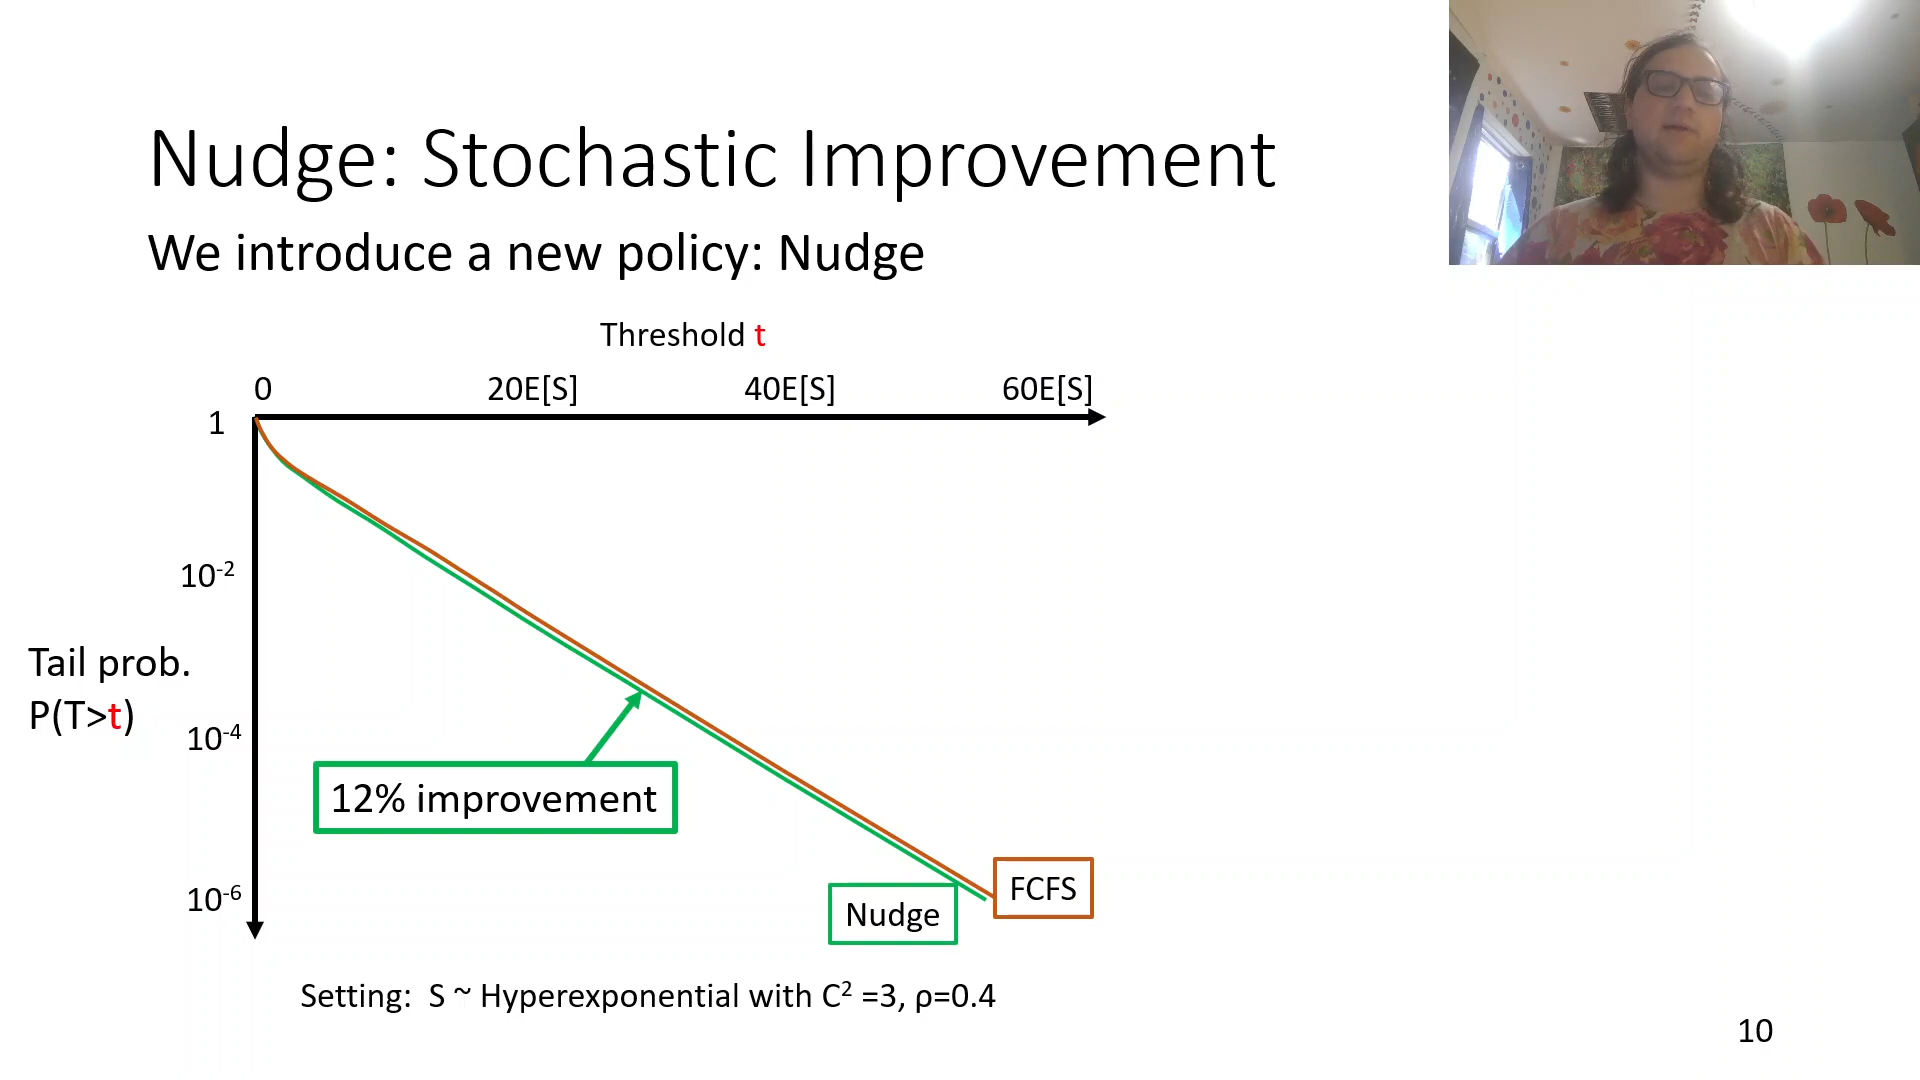 Nudge: Stochastic Improvement
We introduce a new policy: Nudge
Threshold t
0 20E[S] 40E[S] 60E[S]
1
10⁻²
Tail prob.
P(T>t)
10⁻⁴
12% improvement
10⁻⁶
FCFS
Nudge
Setting: S ~ Hyperexponential with C² =3, ρ=0.4
10